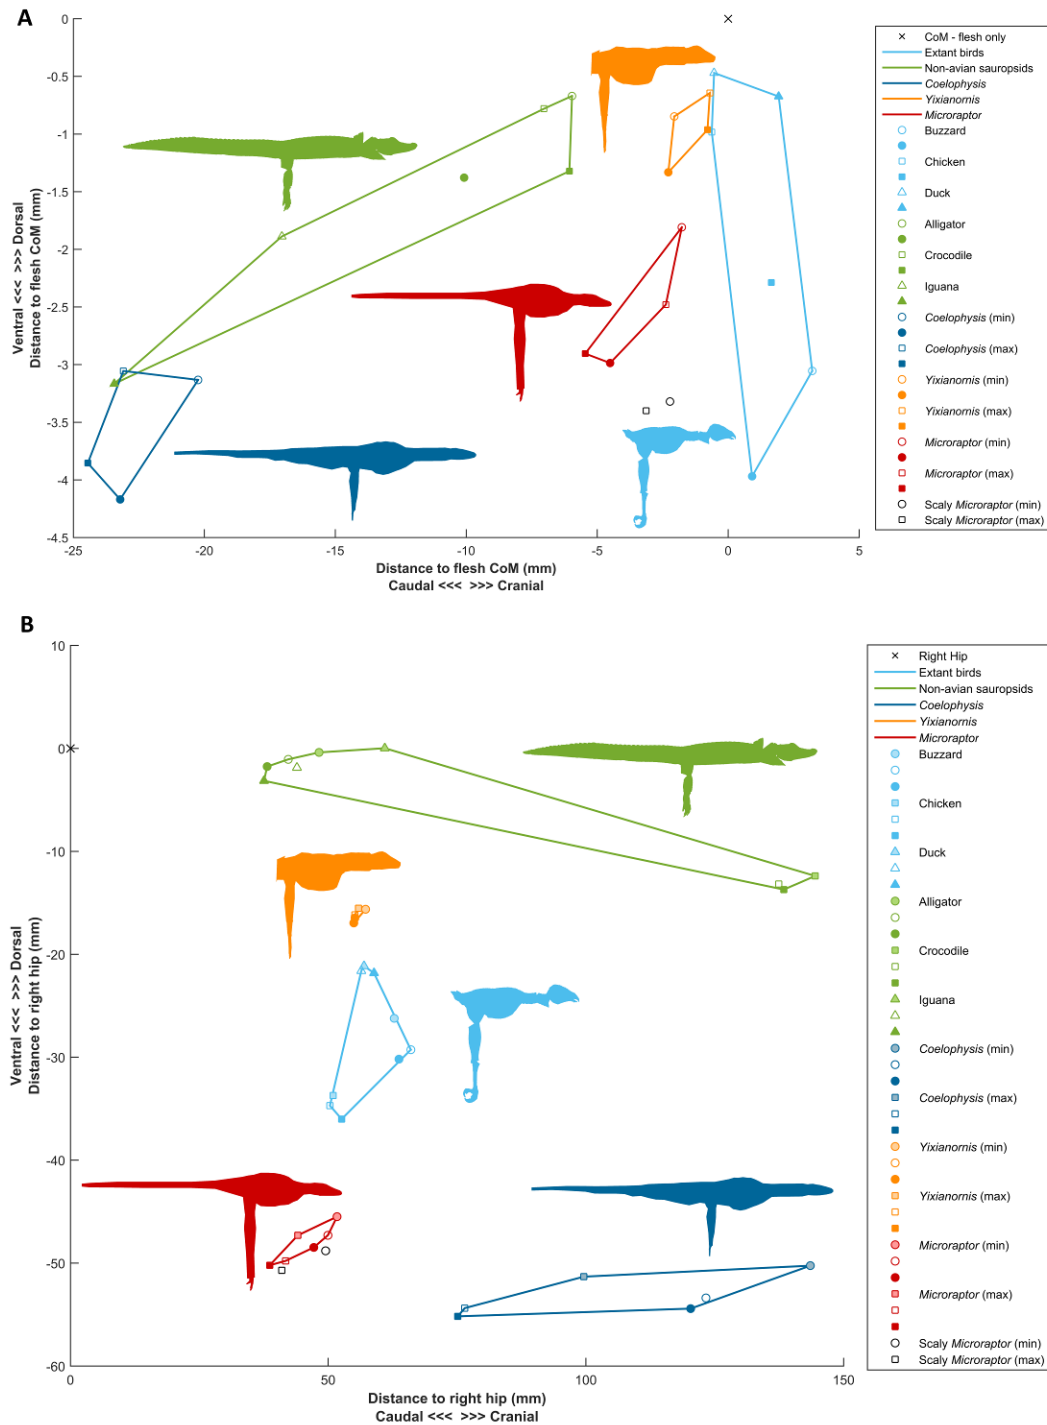 A
0
-0.5
-1
-1.5
-2
-2.5
-3
-3.5
-4
-4.5
Ventral <<< >>> Dorsal
Distance to flesh CoM (mm)
-25
-20
-15
-10
-5
0
5
Distance to flesh CoM (mm)
Caudal <<< >>> Cranial
CoM - flesh only
Extant birds
Non-avian sauropsids
Coelophysis
Yixianornis
Microraptor
Buzzard
Chicken
Duck
Alligator
Crocodile
Iguana
Coelophysis (min)
Coelophysis (max)
Yixianornis (min)
Yixianornis (max)
Microraptor (min)
Microraptor (max)
Scaly Microraptor (min)
Scaly Microraptor (max)
B
10
0
-10
-20
-30
-40
-50
-60
Ventral <<< >>> Dorsal
Distance to right hip (mm)
0
50
100
150
Distance to right hip (mm)
Caudal <<< >>> Cranial
Right Hip
Extant birds
Non-avian sauropsids
Coelophysis
Yixianornis
Microraptor
Buzzard
Chicken
Duck
Alligator
Crocodile
Iguana
Coelophysis (min)
Coelophysis (max)
Yixianornis (min)
Yixianornis (max)
Microraptor (min)
Microraptor (max)
Scaly Microraptor (min)
Scaly Microraptor (max)